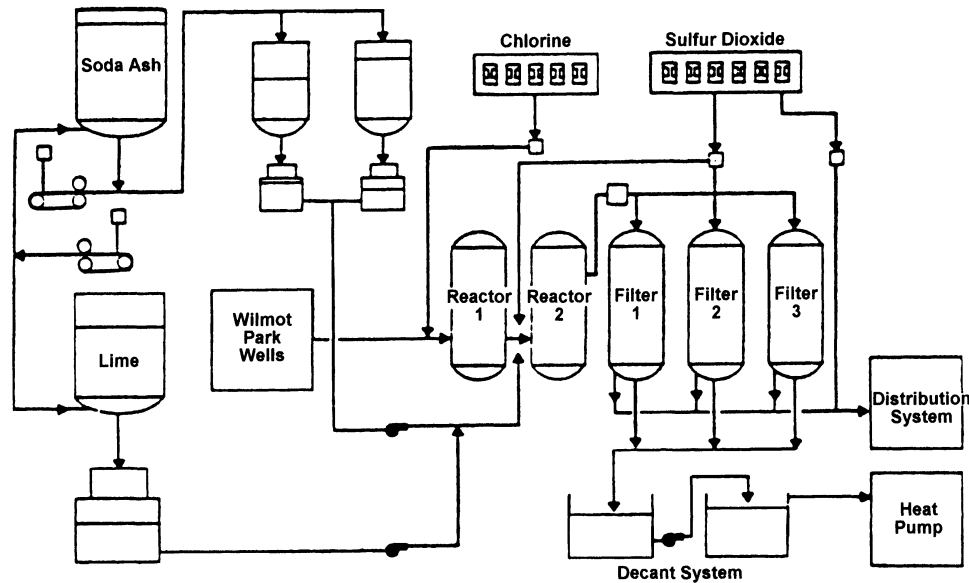 Soda Ash
Chlorine
Sulfur Dioxide
Wilmot
Park
Wells
Lime
Reactor
1
Reactor
2
Filter
1
Filter
2
Filter
3
Distribution
System
Heat
Pump
Decant System